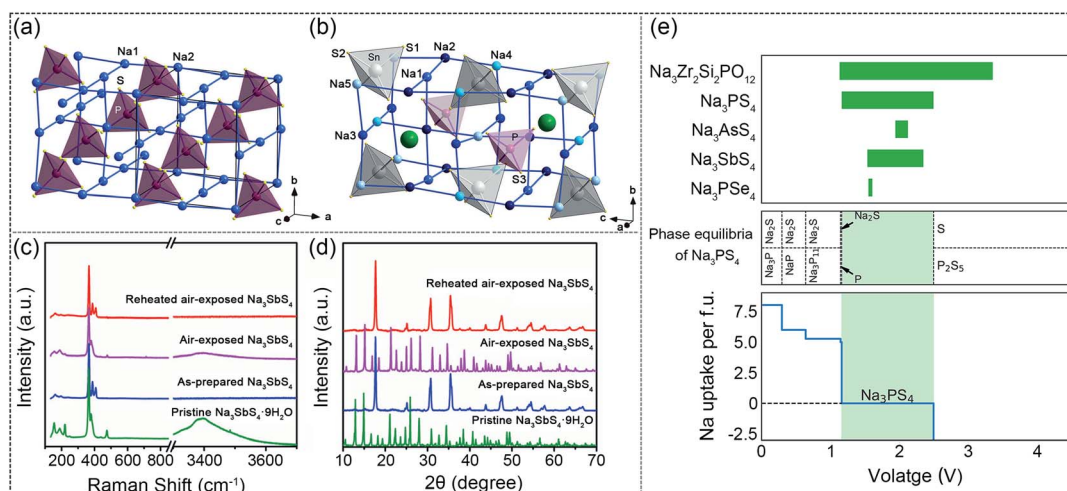 (a)
Na1
Na2
S
P
b
c
a
(b)
S2
Sn
S1
Na2
Na4
Na5
Na1
Na3
P
S3
b
c
a
(c)
Intensity (a.u.)
Reheated air-exposed Na₃SbS₄
Air-exposed Na₃SbS₄
As-prepared Na₃SbS₄
Pristine Na₃SbS₄·9H₂O
200 400 600 800 3400 3600
Raman Shift (cm⁻¹)
(d)
Intensity (a.u.)
Reheated air-exposed Na₃SbS₄
Air-exposed Na₃SbS₄
As-prepared Na₃SbS₄
Pristine Na₃SbS₄·9H₂O
10 20 30 40 50 60 70
2θ (degree)
(e)
Na₃Zr₂Si₂PO₁₂
Na₃PS₄
Na₃AsS₄
Na₃SbS₄
Na₃PSe₄
Phase equilibria
of Na₃PS₄
Na₂S
Na₂S
Na₂S
Na₂S
S
Na₃P
NaP
Na₃P₁₁
P
P₂S₅
Na uptake per f.u.
7.5
5.0
2.5
0
-2.5
Na₃PS₄
0 1 2 3 4
Volatge (V)